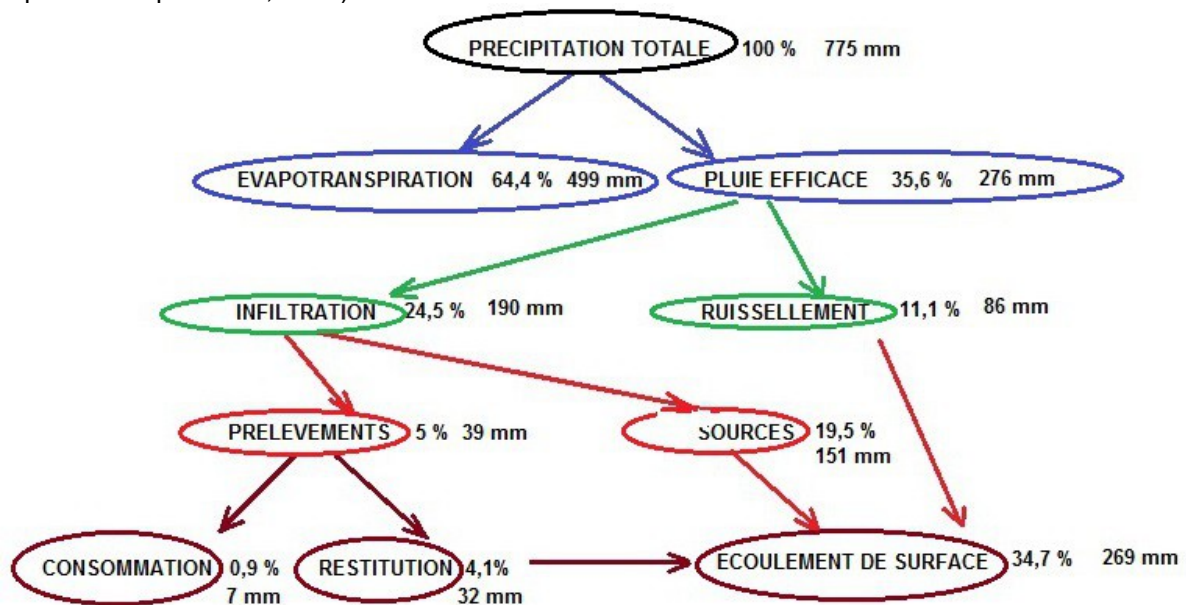 PRECIPITATION TOTALE 100 % 775 mm
EVAPOTRANSPIRATION 64,4 % 499 mm
PLUIE EFFICACE 35,6 % 276 mm
INFILTRATION 24,5 % 190 mm
RUISSELLEMENT 11,1 % 86 mm
PRELEVEMENTS 5 % 39 mm
SOURCES 19,5 %
151 mm
CONSOMMATION 0,9 %
7 mm
RESTITUTION 4,1%
32 mm
ECOULEMENT DE SURFACE 34,7 % 269 mm